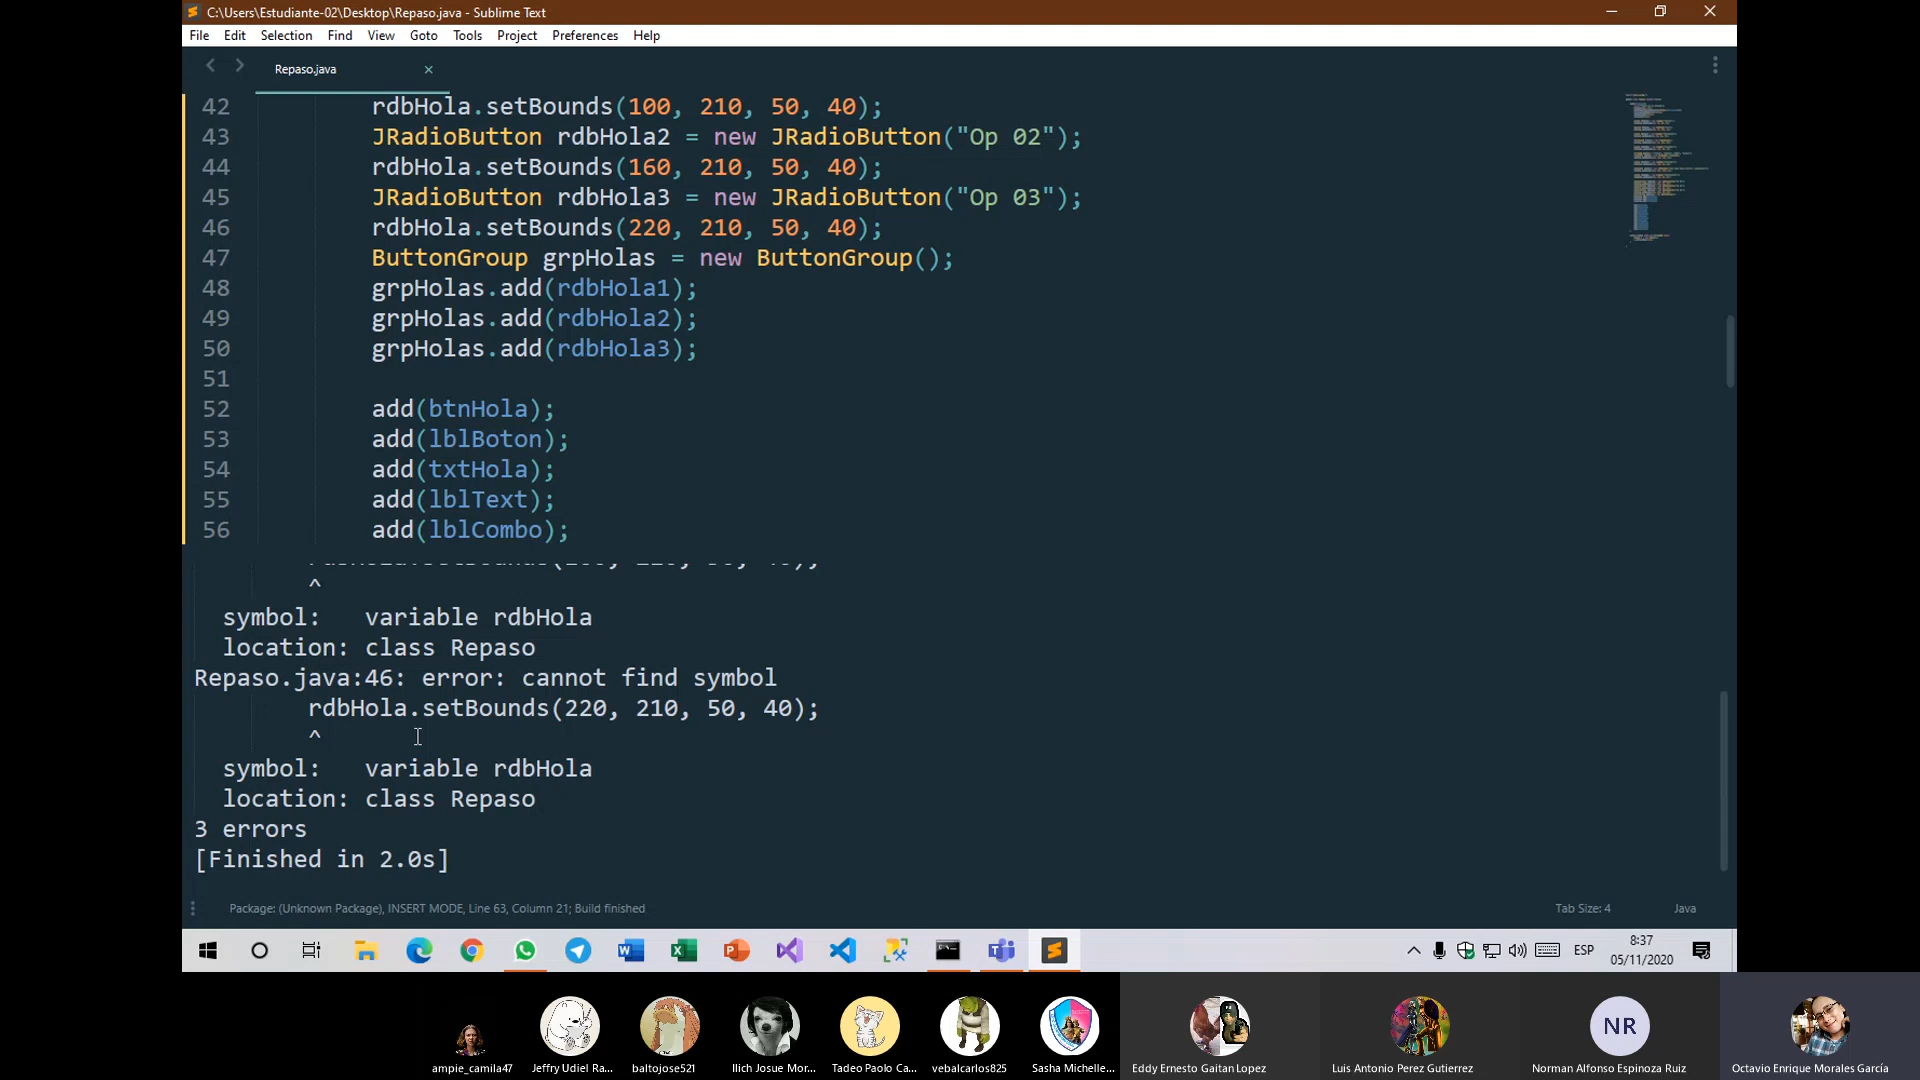 C:\Users\Estudiante-02\Desktop\Repaso.java - Sublime Text
File Edit Selection Find View Goto Tools Project Preferences Help
Repaso.java
42 rdbHola.setBounds(100, 210, 50, 40);
43 JRadioButton rdbHola2 = new JRadioButton("Op 02");
44 rdbHola.setBounds(160, 210, 50, 40);
45 JRadioButton rdbHola3 = new JRadioButton("Op 03");
46 rdbHola.setBounds(220, 210, 50, 40);
47 ButtonGroup grpHolas = new ButtonGroup();
48 grpHolas.add(rdbHola1);
49 grpHolas.add(rdbHola2);
50 grpHolas.add(rdbHola3);
51
52 add(btnHola);
53 add(lblBoton);
54 add(txtHola);
55 add(lblText);
56 add(lblCombo);
^
symbol: variable rdbHola
location: class Repaso
Repaso.java:46: error: cannot find symbol
rdbHola.setBounds(220, 210, 50, 40);
^
symbol: variable rdbHola
location: class Repaso
3 errors
[Finished in 2.0s]
Package: (Unknown Package), INSERT MODE, Line 63, Column 21; Build finished Tab Size: 4 Java
ESP 8:37
05/11/2020
NR
ampie_camila47 Jeffry Udiel Ra... baltojose521 Ilich Josue Mor... Tadeo Paolo Ca... vebalcarlos825 Sasha Michelle... Eddy Ernesto Gaitan Lopez Luis Antonio Perez Gutierrez Norman Alfonso Espinoza Ruiz Octavio Enrique Morales García